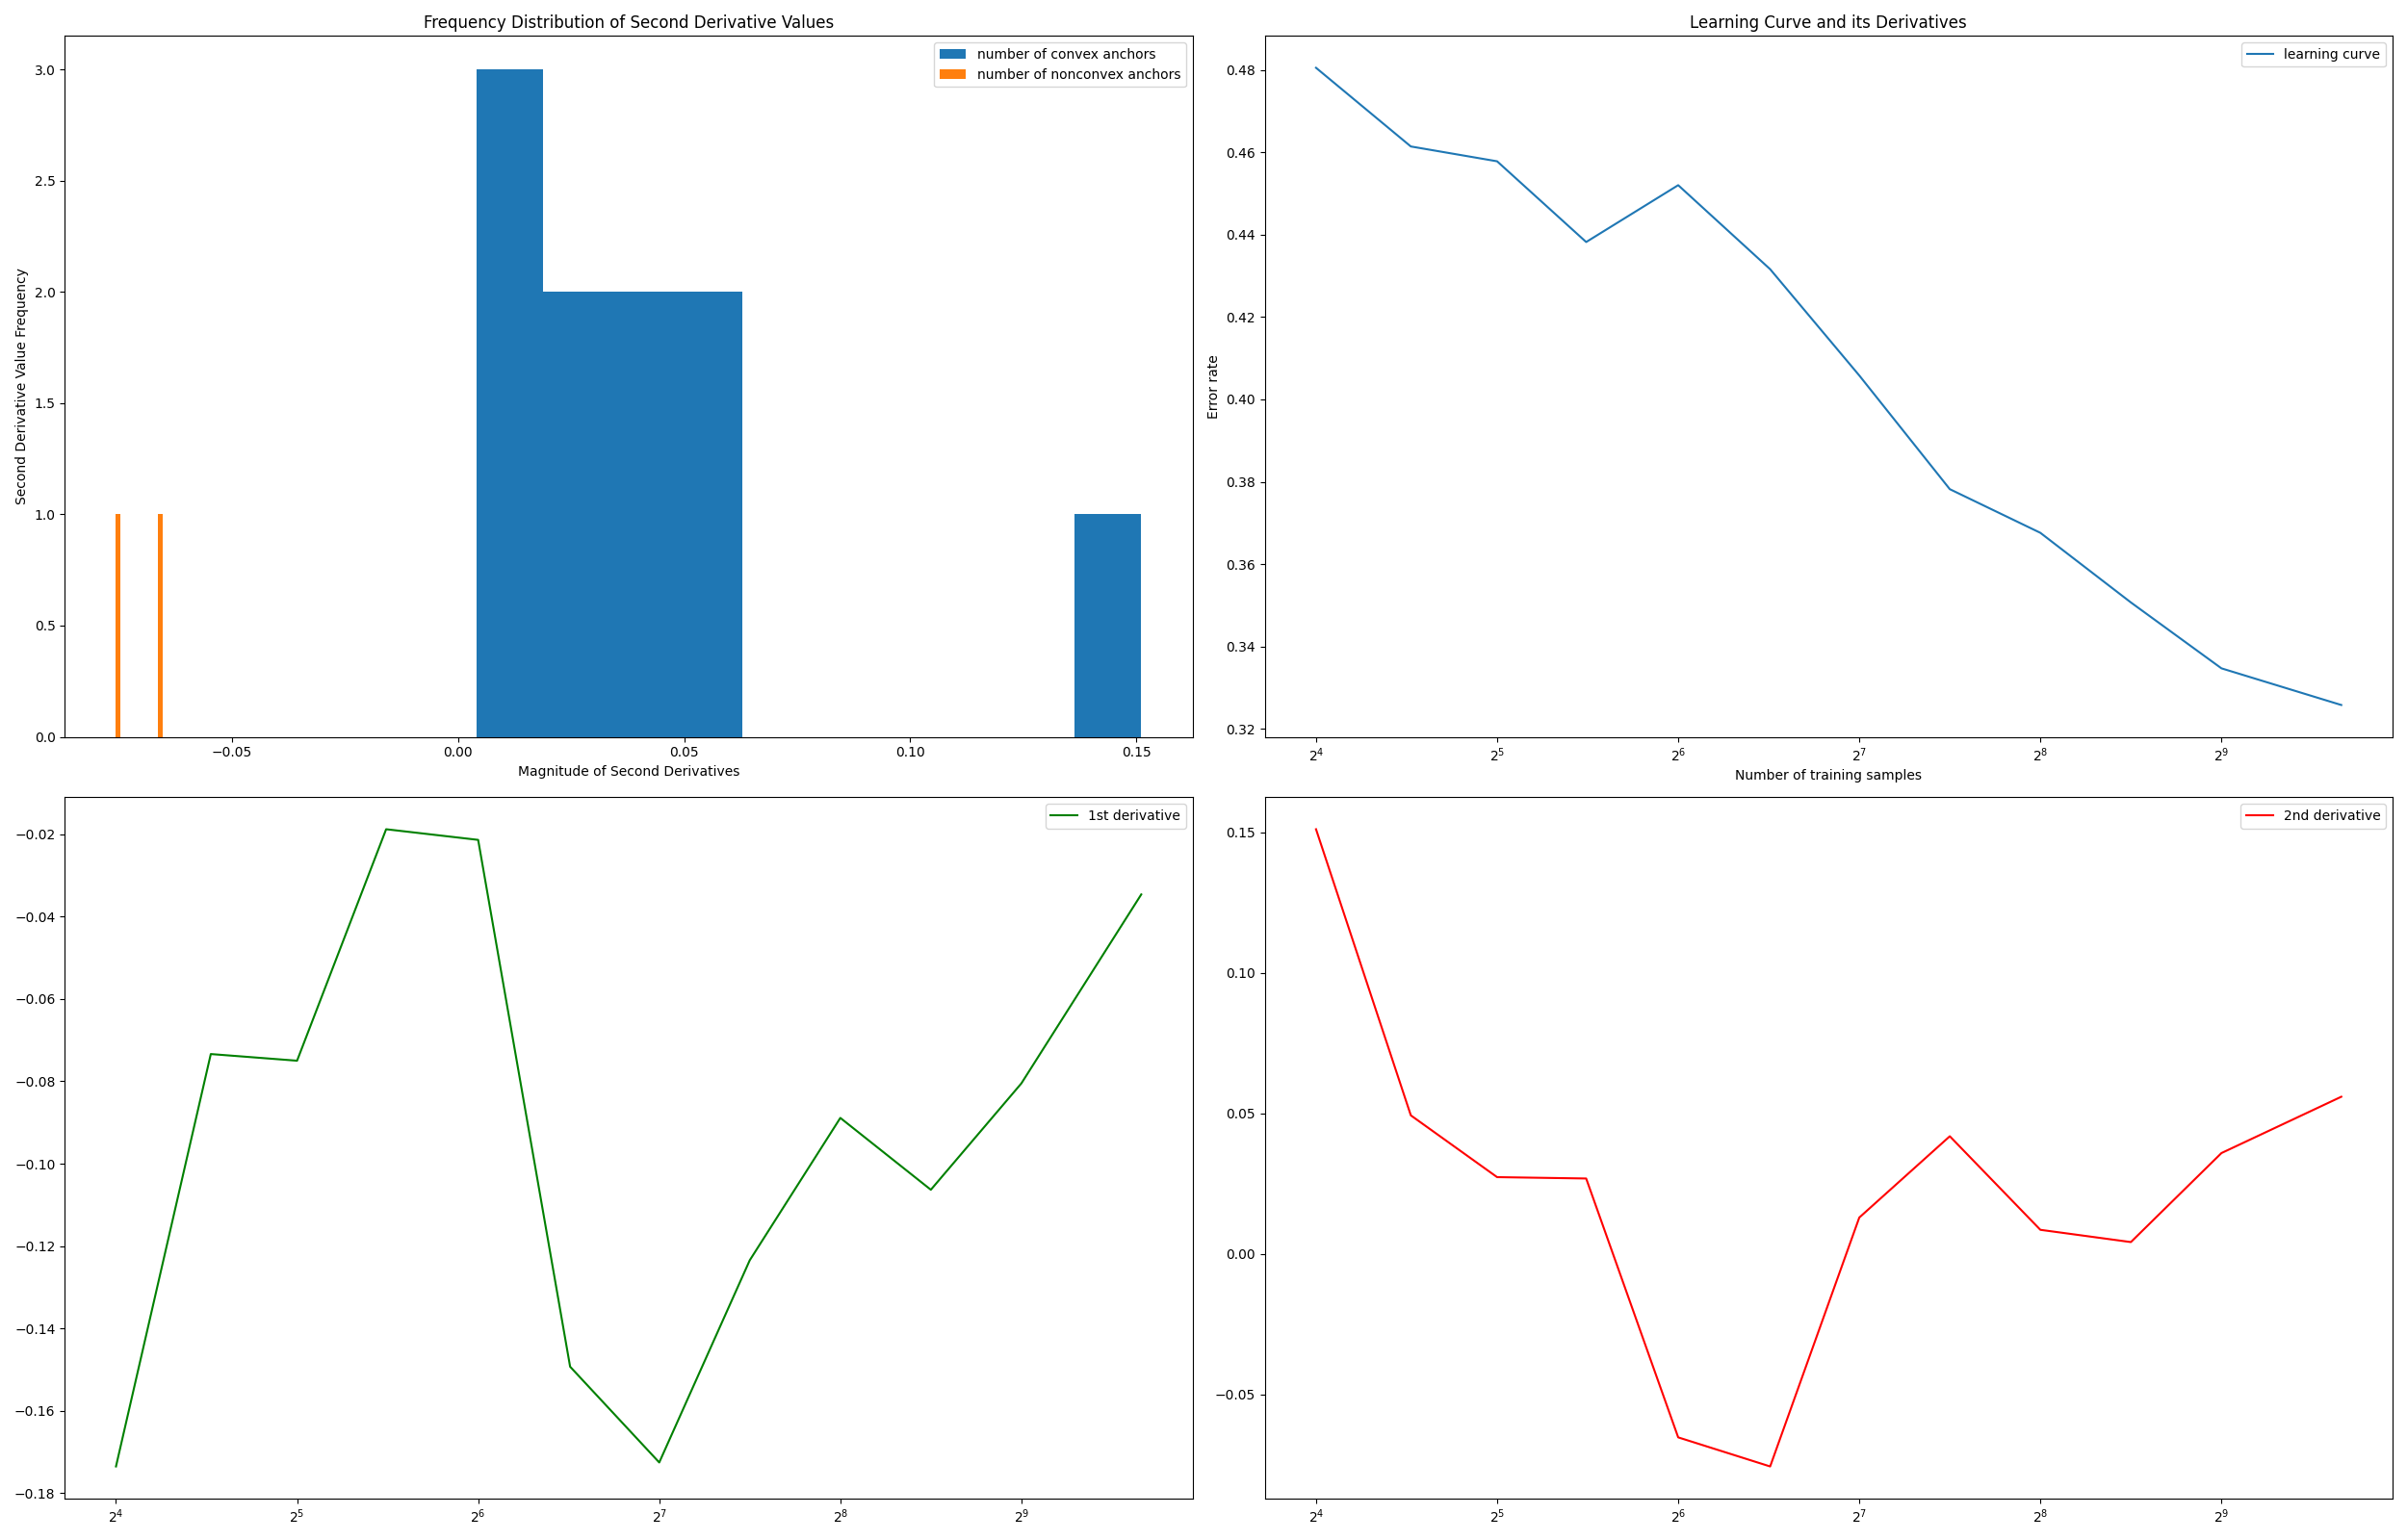 Frequency Distribution of Second Derivative Values
number of convex anchors
number of nonconvex anchors
3.0
2.5
2.0
1.5
1.0
0.5
0.0
Second Derivative Value Frequency
−0.05 0.00 0.05 0.10 0.15
Magnitude of Second Derivatives
Learning Curve and its Derivatives
learning curve
0.48
0.46
0.44
0.42
0.40
0.38
0.36
0.34
0.32
Error rate
2⁴ 2⁵ 2⁶ 2⁷ 2⁸ 2⁹
Number of training samples
1st derivative
−0.02
−0.04
−0.06
−0.08
−0.10
−0.12
−0.14
−0.16
−0.18
2⁴ 2⁵ 2⁶ 2⁷ 2⁸ 2⁹
2nd derivative
0.15
0.10
0.05
0.00
−0.05
2⁴ 2⁵ 2⁶ 2⁷ 2⁸ 2⁹